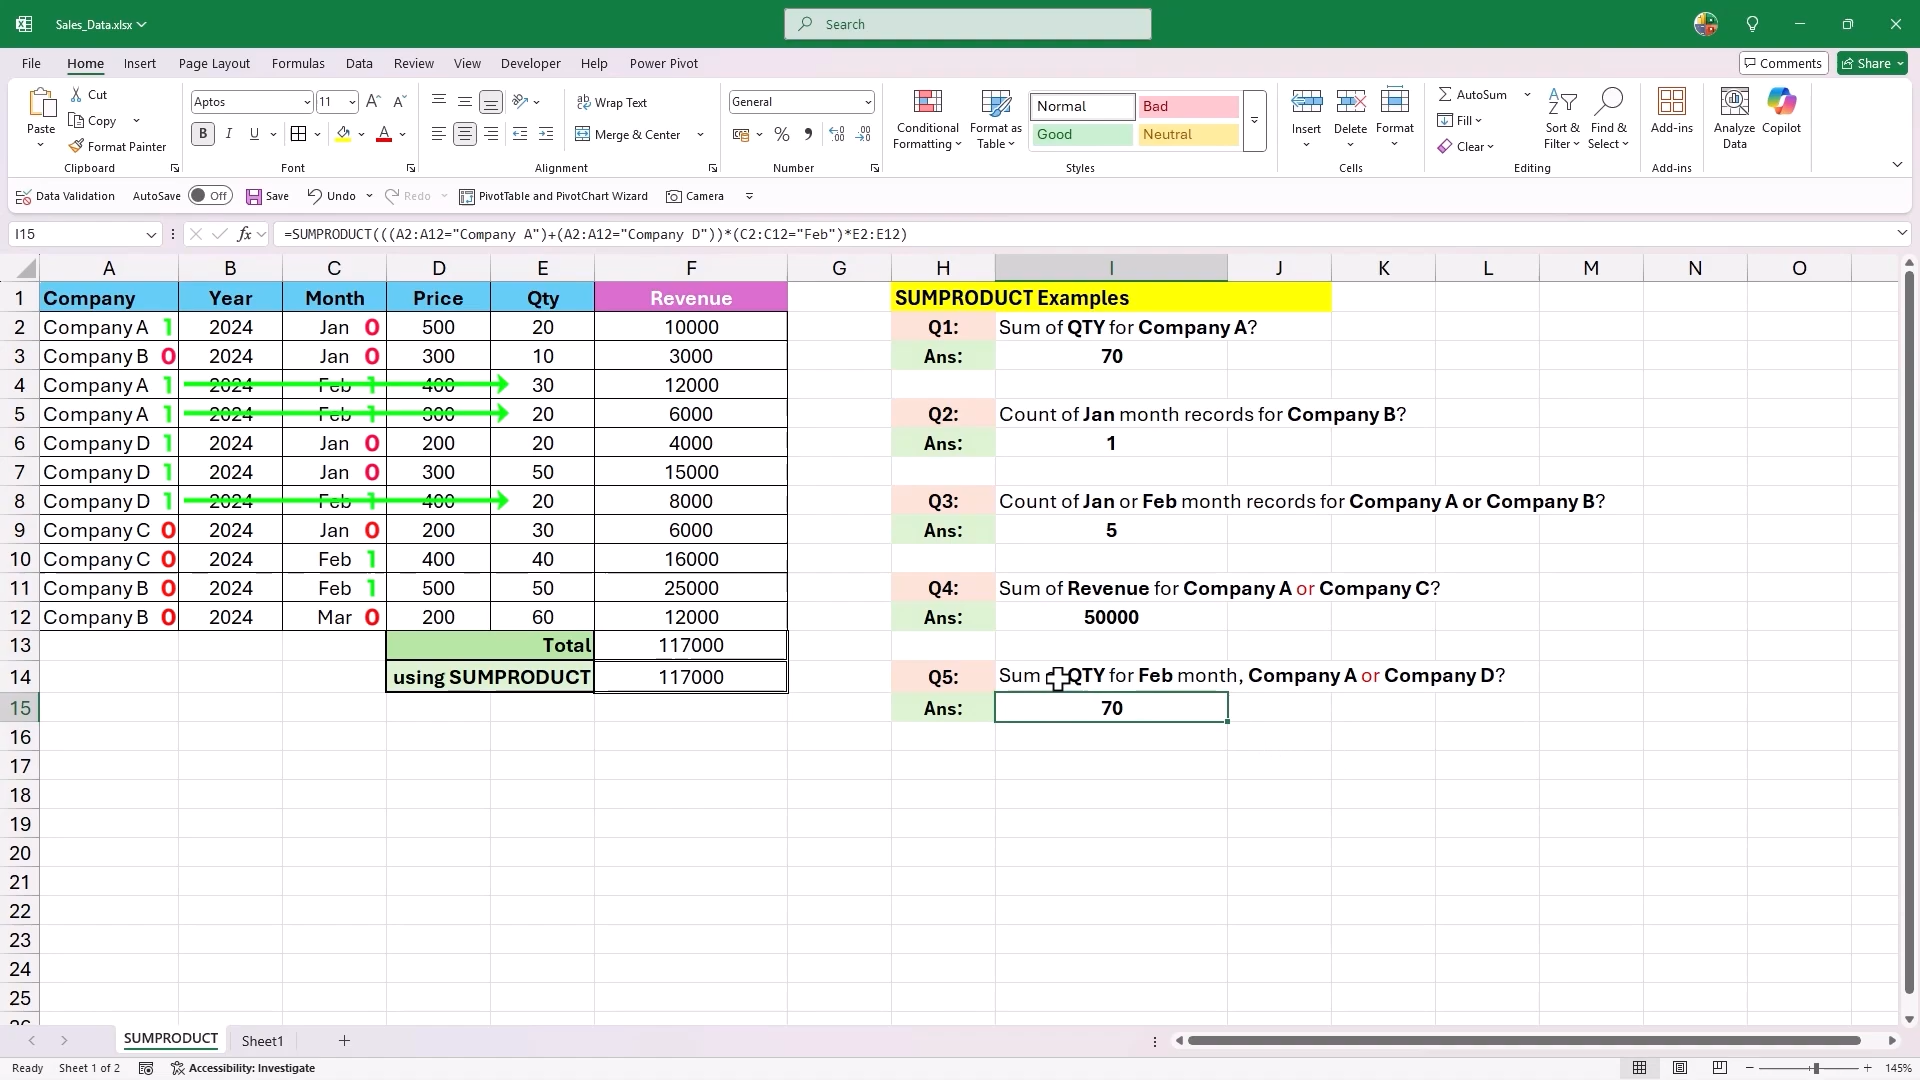 Sales_Data.xlsx
Search
File Home Insert Page Layout Formulas Data Review View Developer Help Power Pivot Comments Share
Paste Cut Copy Format Painter Clipboard
Aptos 11 B I U Font
Wrap Text Merge & Center Alignment
General % Number
Conditional Formatting Format as Table Normal Bad Good Neutral Styles
Insert Delete Format Cells
AutoSum Fill Clear Sort & Filter Find & Select Editing
Add-ins Add-ins
Analyze Data Copilot
Data Validation AutoSave Off Save Undo Redo PivotTable and PivotChart Wizard Camera
I15 fx =SUMPRODUCT(((A2:A12="Company A")+(A2:A12="Company D"))*(C2:C12="Feb")*E2:E12)
A B C D E F G H I J K L M N O
1 Company Year Month Price Qty Revenue SUMPRODUCT Examples
2 Company A 1 2024 Jan 0 500 20 10000 Q1: Sum of QTY for Company A?
3 Company B 0 2024 Jan 0 300 10 3000 Ans: 70
4 Company A 1 2024 Feb 1 400 30 12000
5 Company A 1 2024 Feb 1 300 20 6000 Q2: Count of Jan month records for Company B?
6 Company D 1 2024 Jan 0 200 20 4000 Ans: 1
7 Company D 1 2024 Jan 0 300 50 15000
8 Company D 1 2024 Feb 1 400 20 8000 Q3: Count of Jan or Feb month records for Company A or Company B?
9 Company C 0 2024 Jan 0 200 30 6000 Ans: 5
10 Company C 0 2024 Feb 1 400 40 16000
11 Company B 0 2024 Feb 1 500 50 25000 Q4: Sum of Revenue for Company A or Company C?
12 Company B 0 2024 Mar 0 200 60 12000 Ans: 50000
13 Total 117000
14 using SUMPRODUCT 117000 Q5: Sum QTY for Feb month, Company A or Company D?
15 Ans: 70
16
17
18
19
20
21
22
23
24
25
SUMPRODUCT Sheet1
Ready Sheet 1 of 2 Accessibility: Investigate 145%